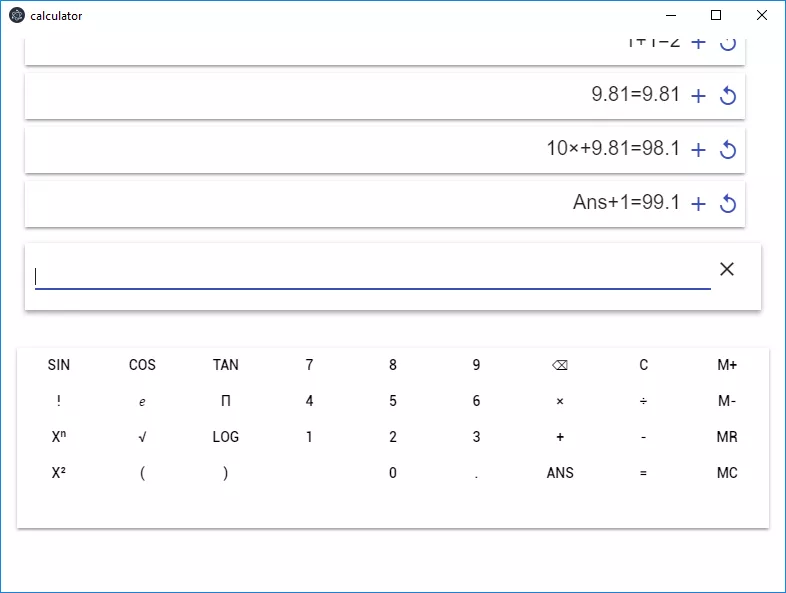 calculator
1+1=2 +
9.81=9.81 +
10×+9.81=98.1 +
Ans+1=99.1 +
SIN COS TAN 7 8 9 ⌫ C M+
! e Π 4 5 6 × ÷ M-
Xⁿ √ LOG 1 2 3 + - MR
X² ( ) 0 . ANS = MC